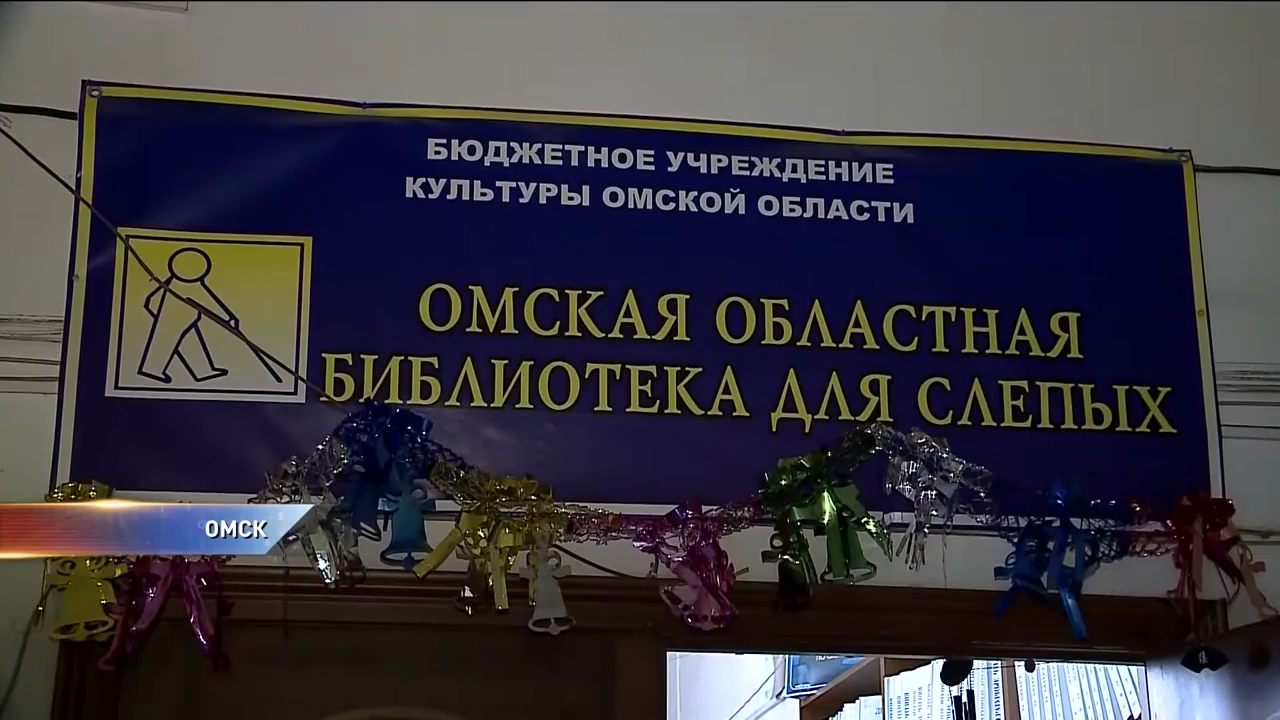 БЮДЖЕТНОЕ УЧРЕЖДЕНИЕ
КУЛЬТУРЫ ОМСКОЙ ОБЛАСТИ
ОМСКАЯ ОБЛАСТНАЯ
БИБЛИОТЕКА ДЛЯ СЛЕПЫХ
ОМСК